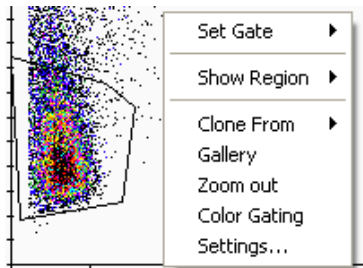 Set Gate
Show Region
Clone From
Gallery
Zoom out
Color Gating
Settings...